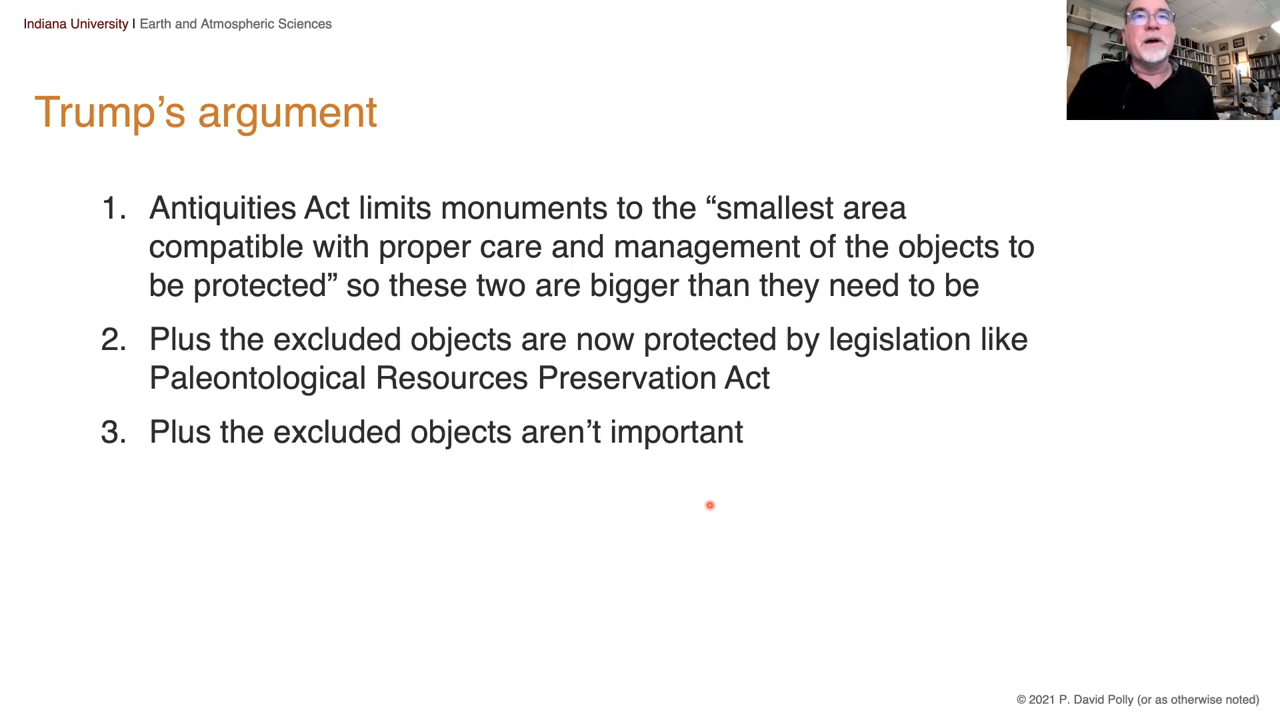 Indiana University I Earth and Atmospheric Sciences
Trump’s argument
1. Antiquities Act limits monuments to the “smallest area
compatible with proper care and management of the objects to
be protected” so these two are bigger than they need to be
2. Plus the excluded objects are now protected by legislation like
Paleontological Resources Preservation Act
3. Plus the excluded objects aren’t important
© 2021 P. David Polly (or as otherwise noted)